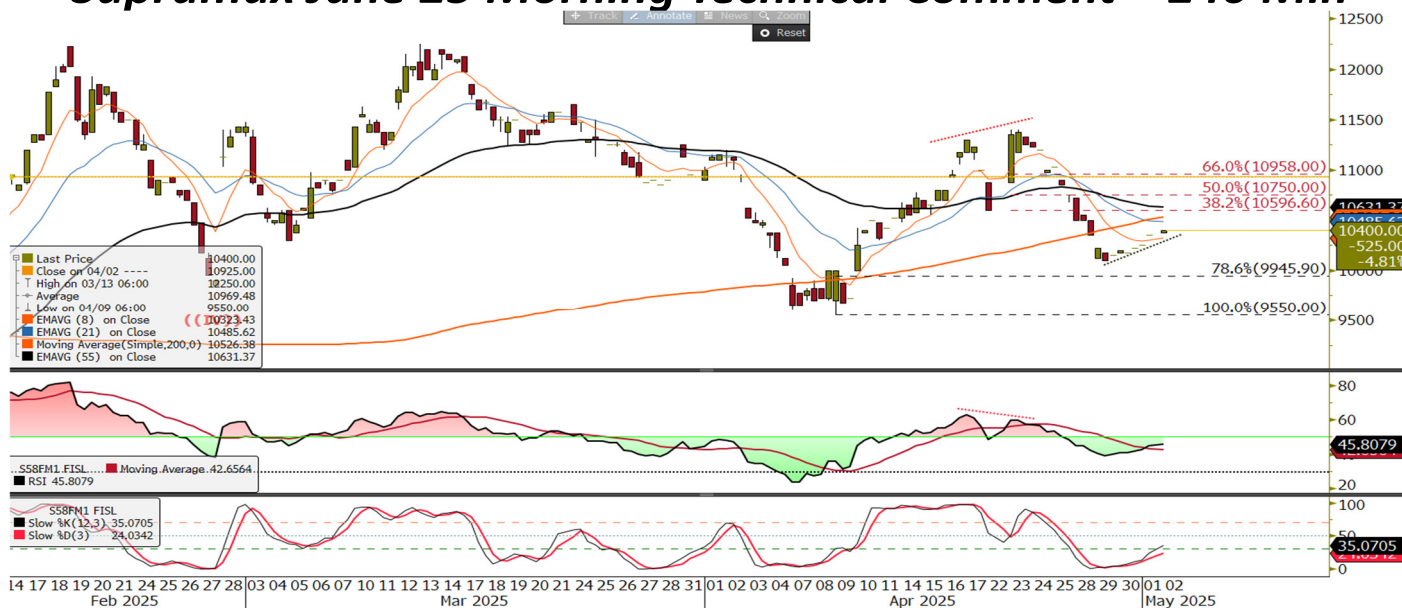 Supramax June 25 Morning Technical Comment – 240 Min
Track Annotate News Zoom
Reset
12500
12000
11500
11000
10000
9500
66.0%(10958.00)
50.0%(10750.00)
38.2%(10596.60)
78.6%(9945.90)
100.0%(9550.00)
10631.37
10485.62
10400.00
-525.00
-4.81%
Last Price 10400.00
Close on 04/02 ---- 10925.00
High on 03/13 06:00 12250.00
Average 10969.48
Low on 04/09 06:00 9550.00
EMAVG (8) on Close 10323.43
EMAVG (21) on Close 10485.62
Moving Average(Simple,200,0) 10526.38
EMAVG (55) on Close 10631.37
80
60
45.8079
20
S58FM1 FISL Moving Average 42.6564
RSI 45.8079
100
50
35.0705
24.0342
0
S58FM1 FISL
Slow %K(12,3) 35.0705
Slow %D(3) 24.0342
14 17 18 19 20 21 24 25 26 27 28 03 04 05 06 07 10 11 12 13 14 17 18 19 20 21 24 25 26 27 28 31 01 02 03 04 07 08 09 10 11 14 15 16 17 22 23 24 25 28 29 30 01 02
Feb 2025 Mar 2025 Apr 2025 May 2025